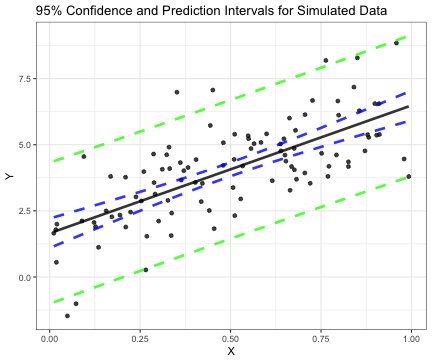 95% Confidence and Prediction Intervals for Simulated Data
7.5
5.0
2.5
0.0
Y
0.00 0.25 0.50 0.75 1.00
X